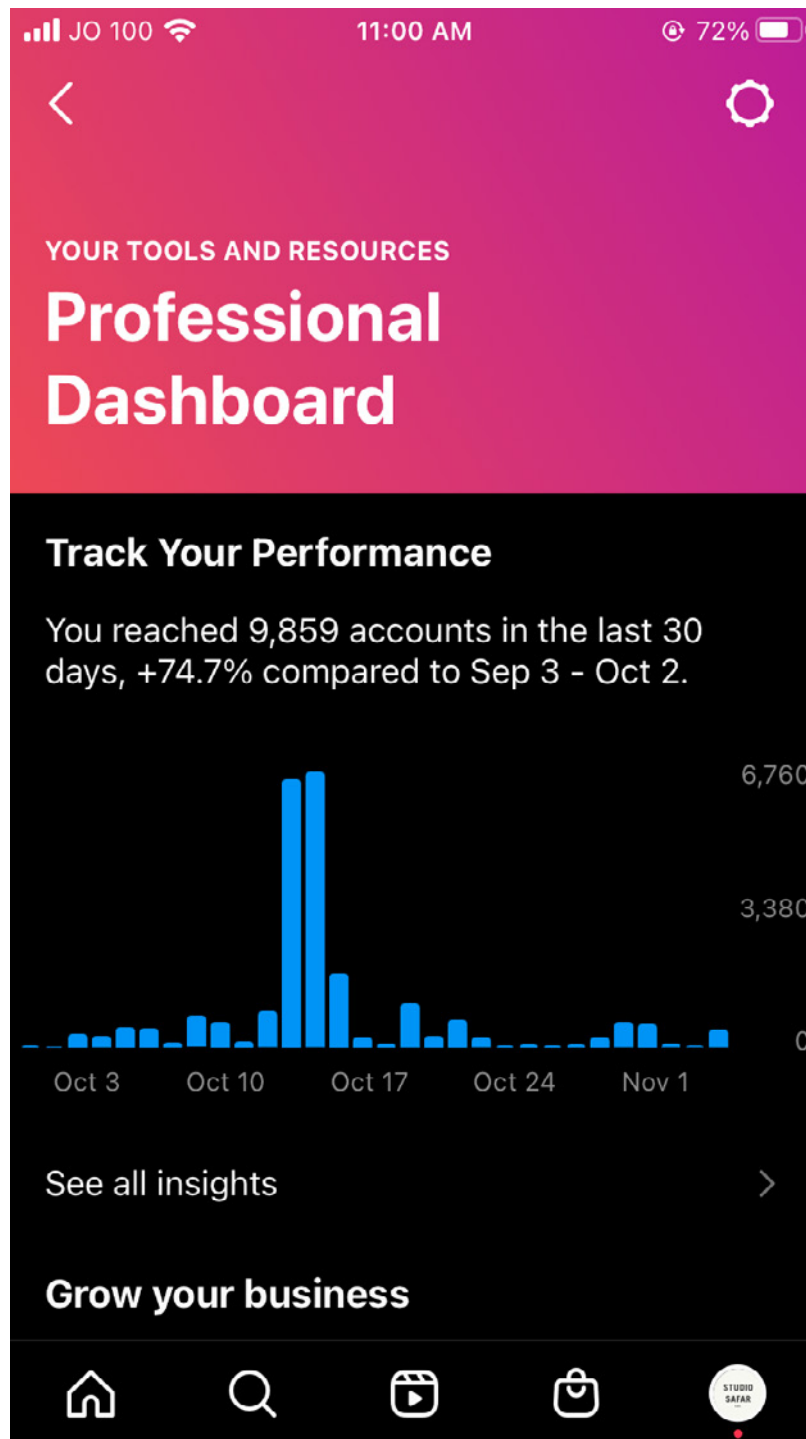 JO 100 11:00 AM 72%
YOUR TOOLS AND RESOURCES
Professional
Dashboard
Track Your Performance
You reached 9,859 accounts in the last 30
days, +74.7% compared to Sep 3 - Oct 2.
6,760
3,380
0
Oct 3 Oct 10 Oct 17 Oct 24 Nov 1
See all insights
Grow your business
STUDIO
SAFAR